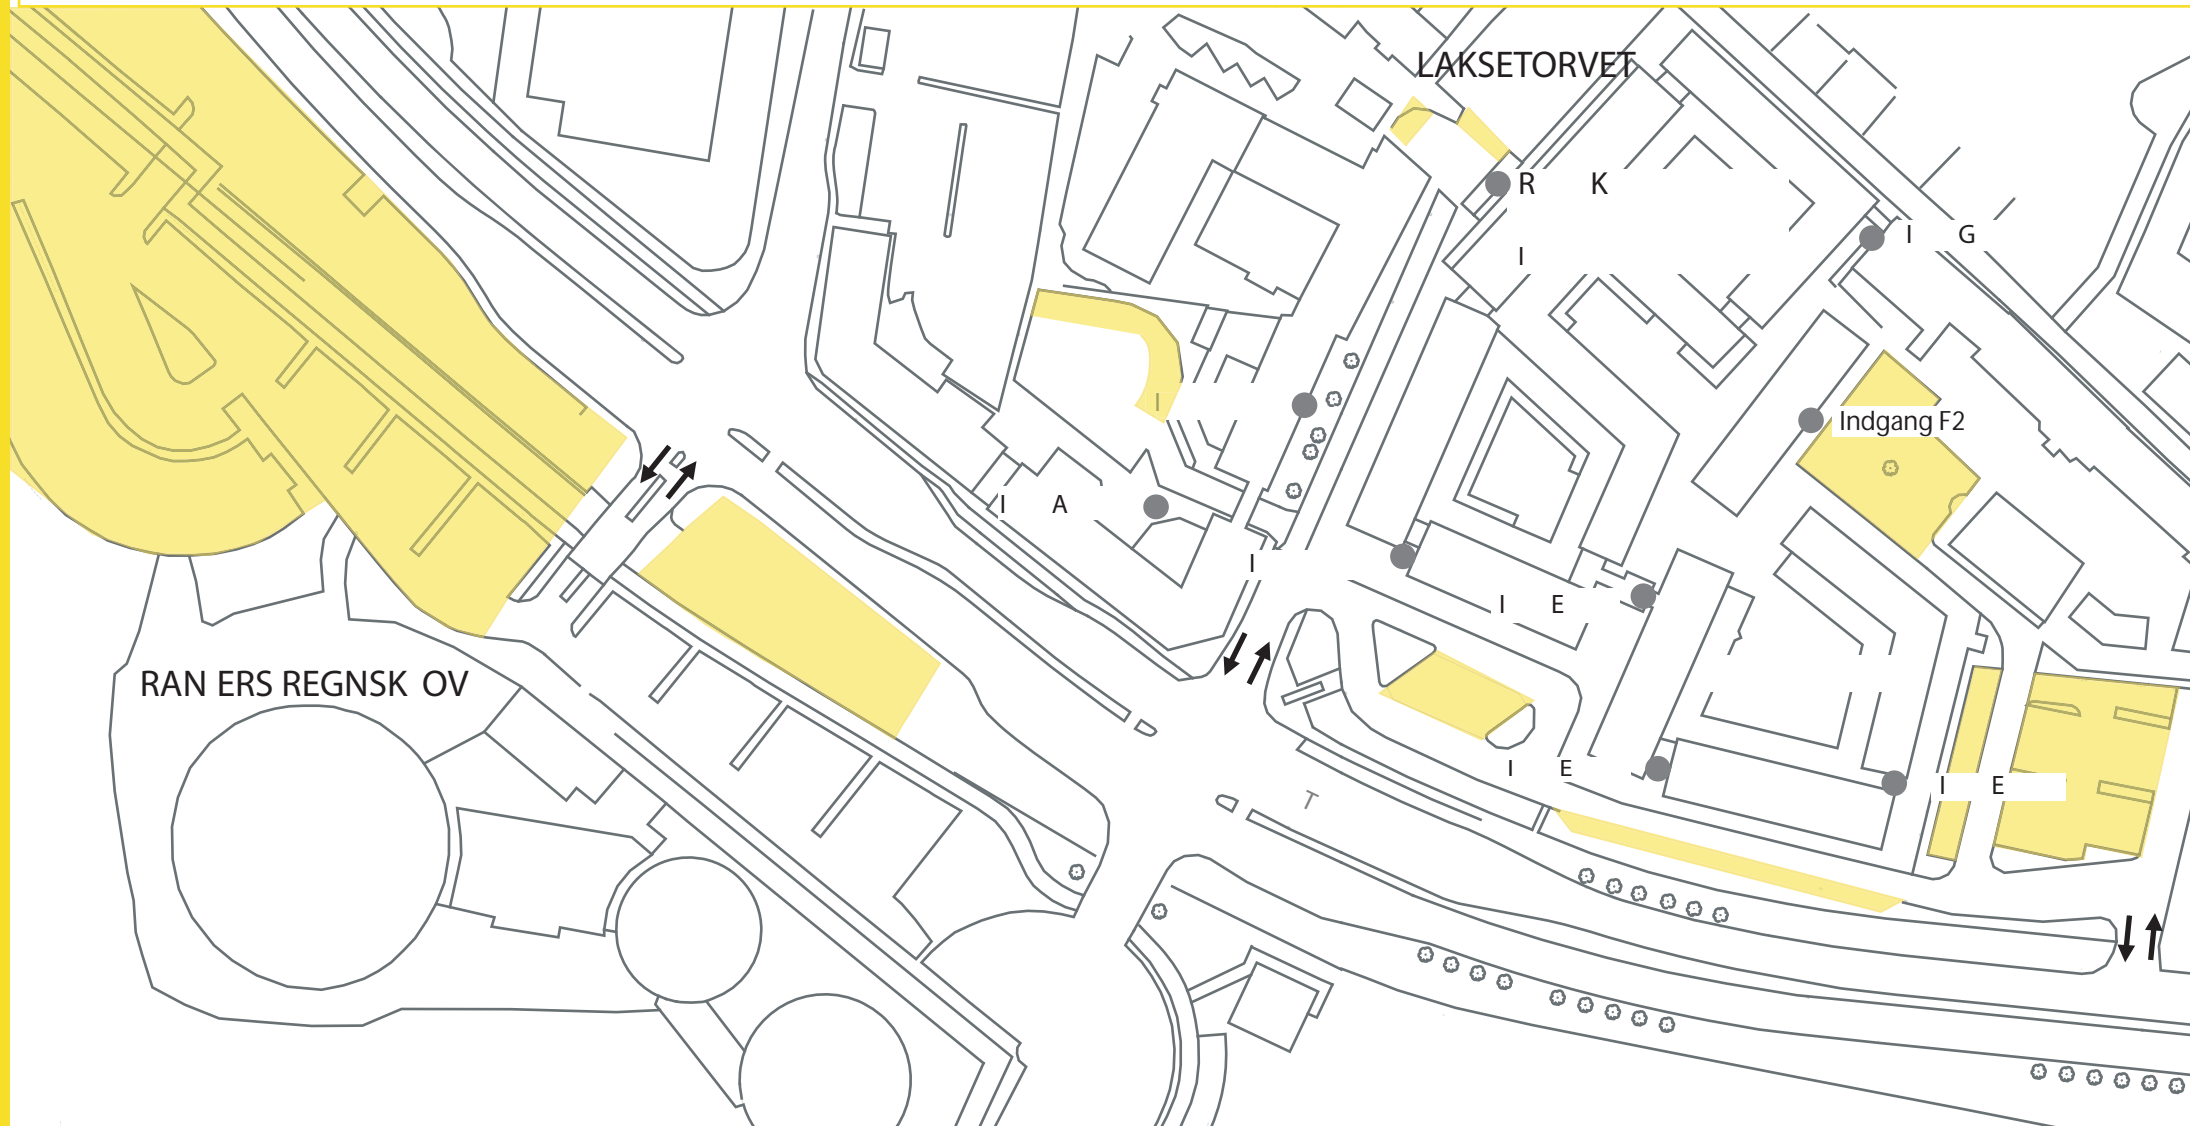 LAKSETORVET
R K
I
I G
I
Indgang F2
I A
I
I E
RAN ERS REGNSK OV
I E
I E
T